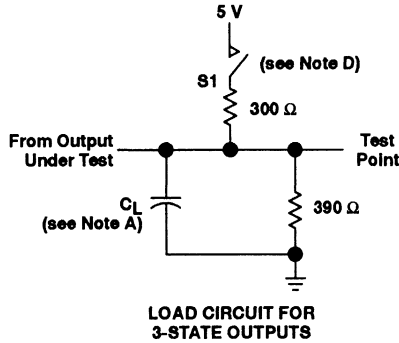 5 V
S1
(see Note D)
300 Ω
From Output
Under Test
Test
Point
CL
(see Note A)
390 Ω
LOAD CIRCUIT FOR
3-STATE OUTPUTS